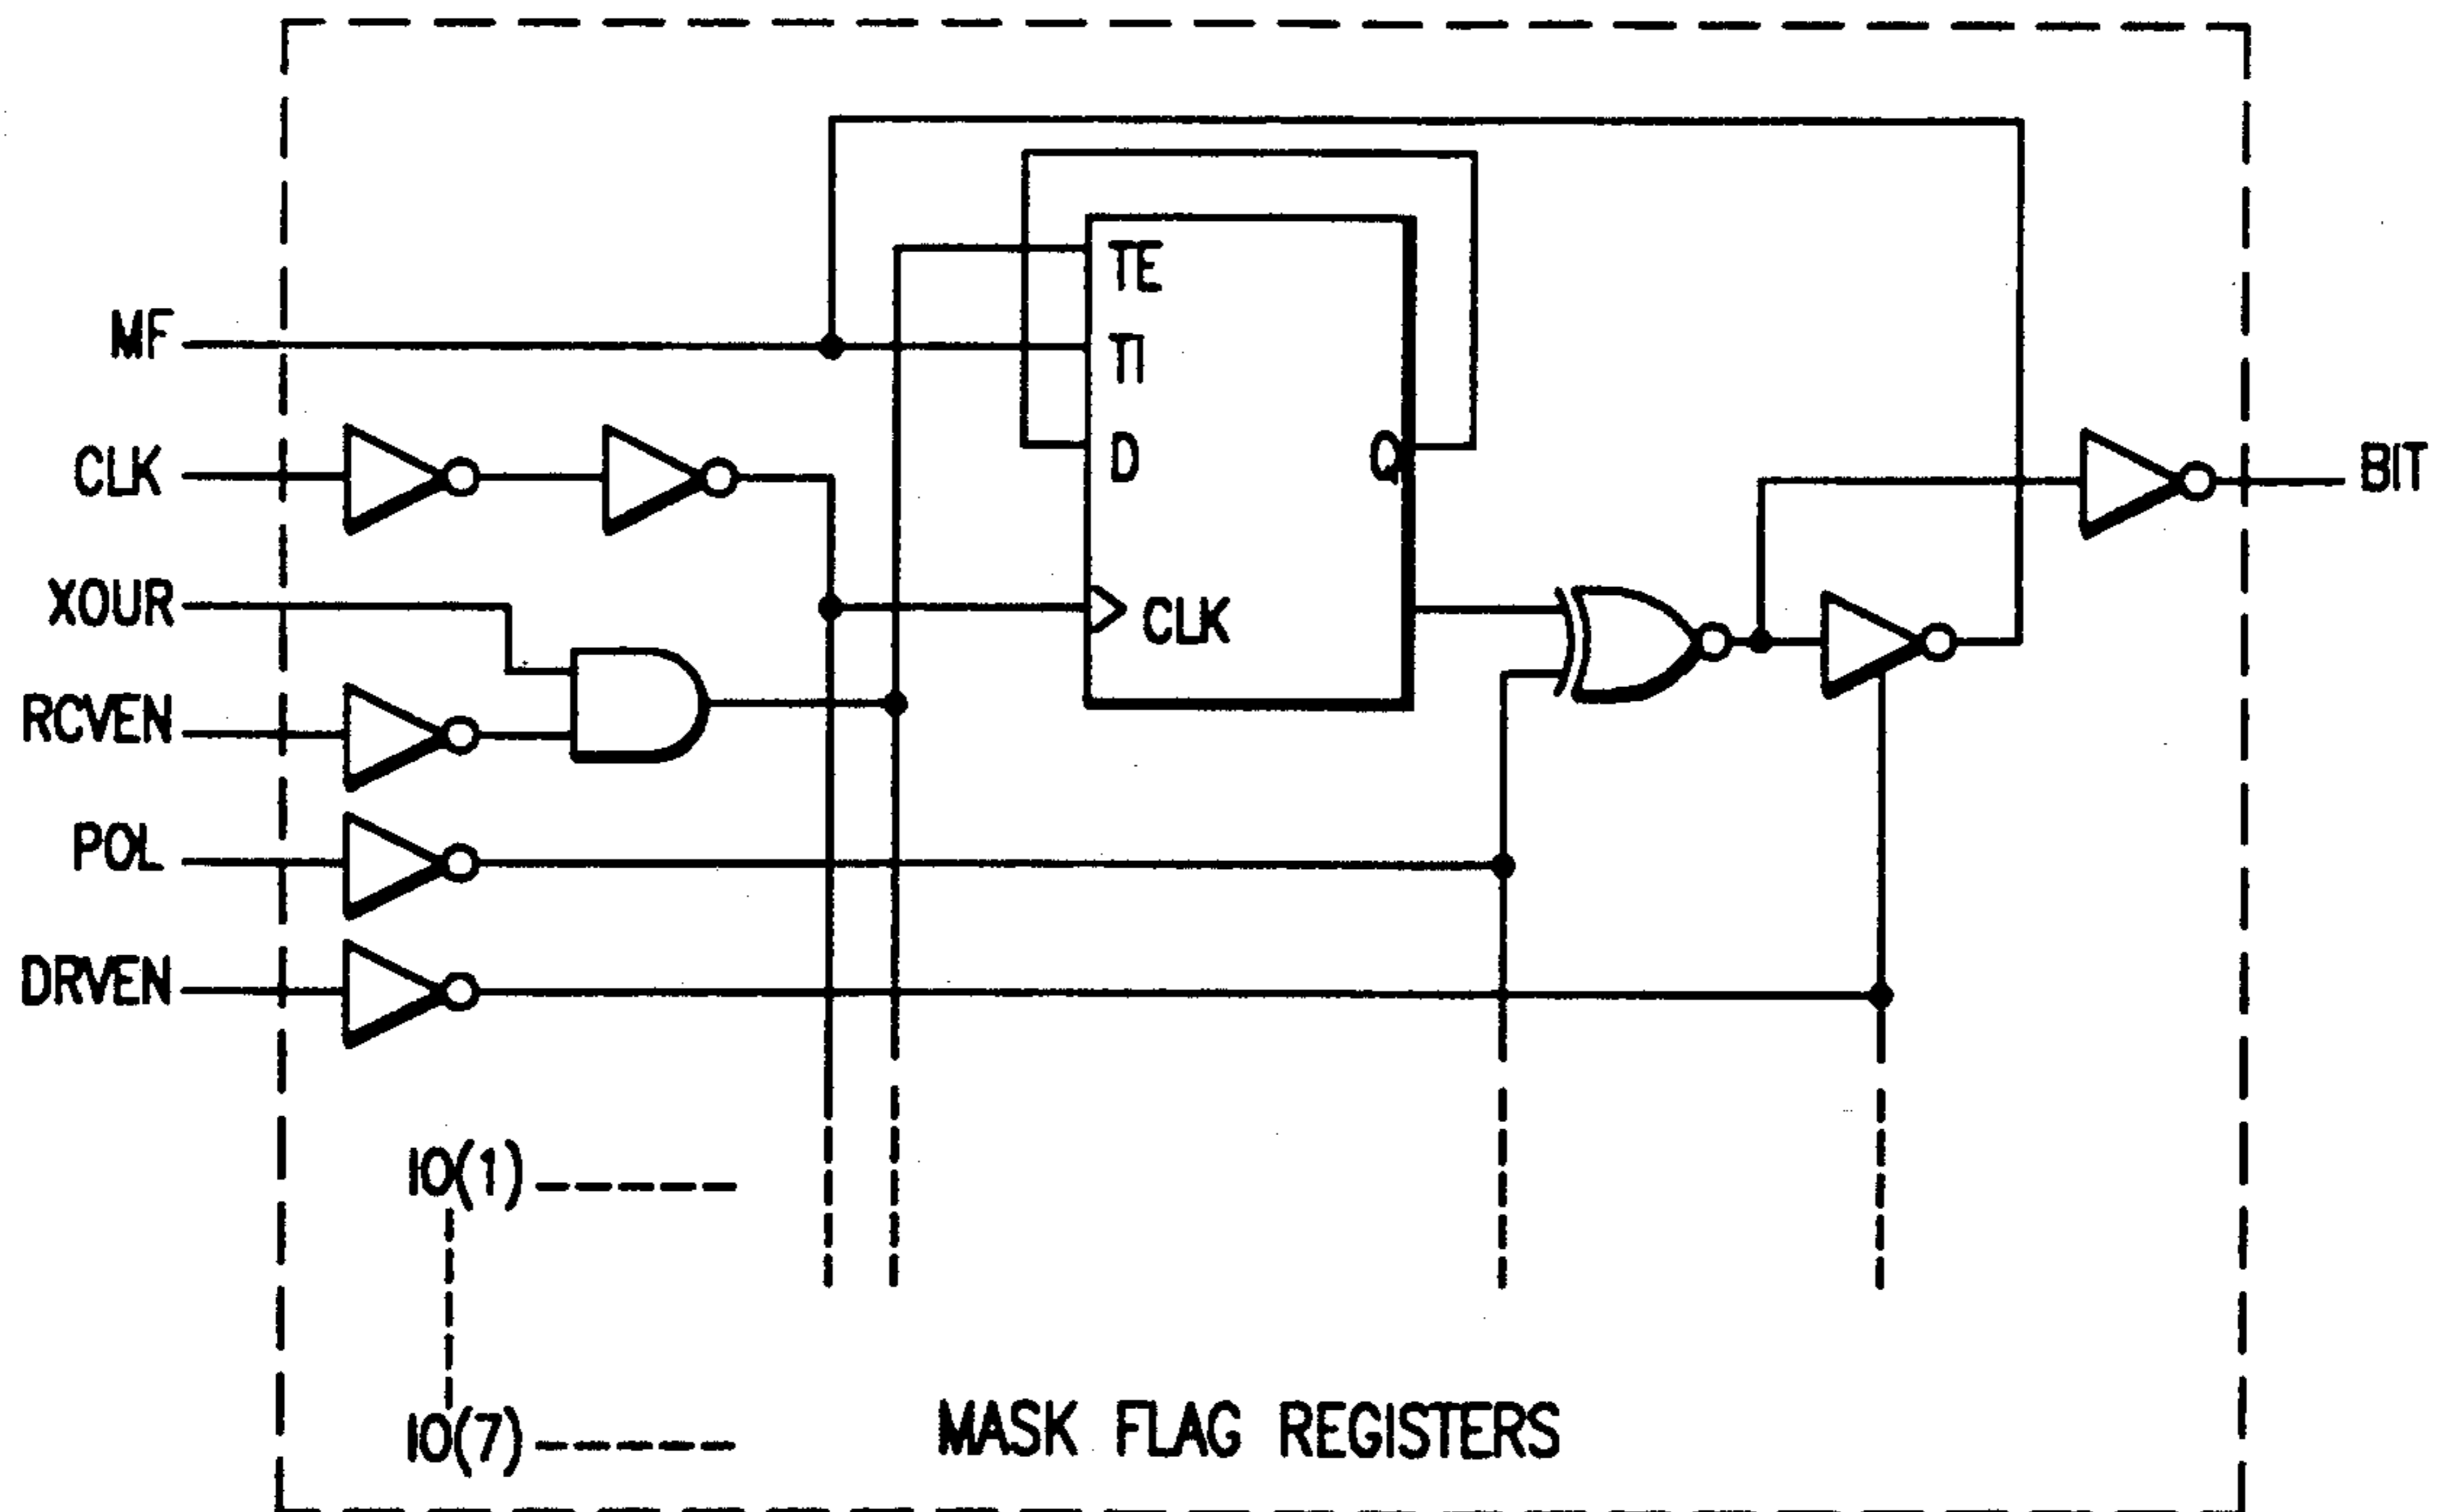 MF
CLK
XOUR
RCVEN
POL
DRVEN
TE
TI
D
Q
CLK
BIT
IO(1)
IO(7)
MASK FLAG REGISTERS